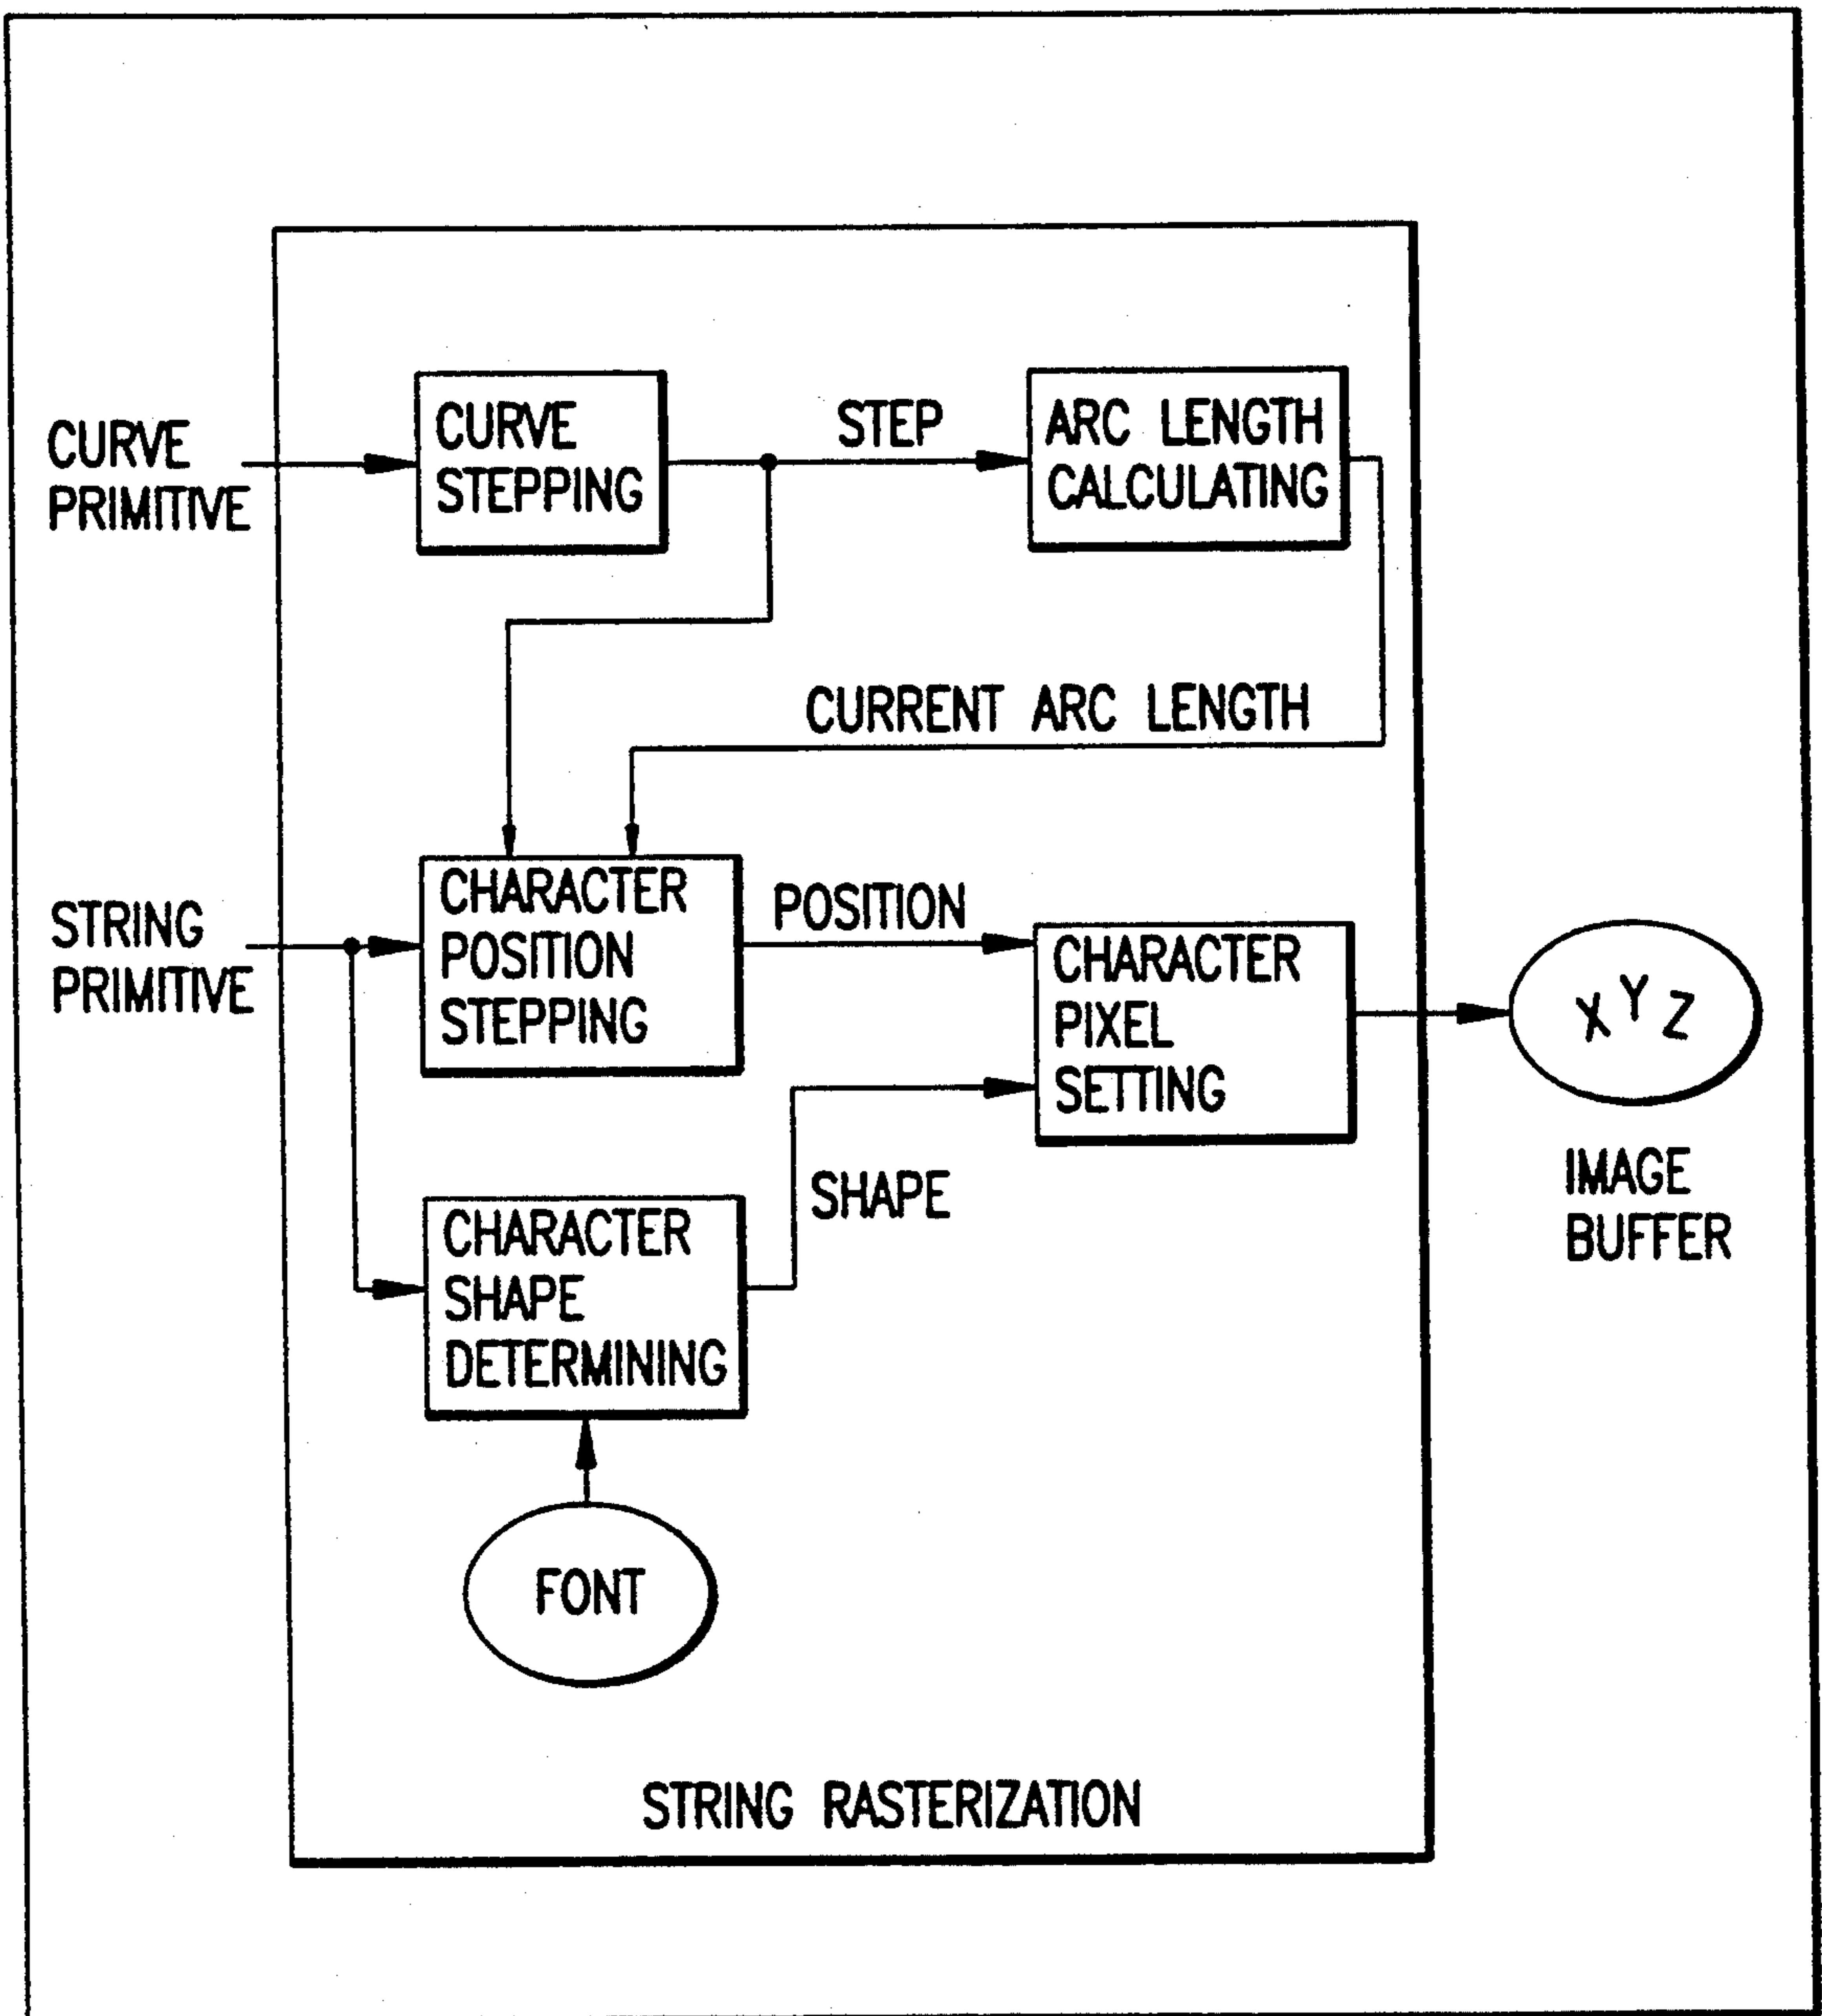 CURVE
PRIMITIVE
CURVE
STEPPING
STEP
ARC LENGTH
CALCULATING
CURRENT ARC LENGTH
STRING
PRIMITIVE
CHARACTER
POSITION
STEPPING
POSITION
CHARACTER
PIXEL
SETTING
X Y Z
IMAGE
BUFFER
SHAPE
CHARACTER
SHAPE
DETERMINING
FONT
STRING RASTERIZATION